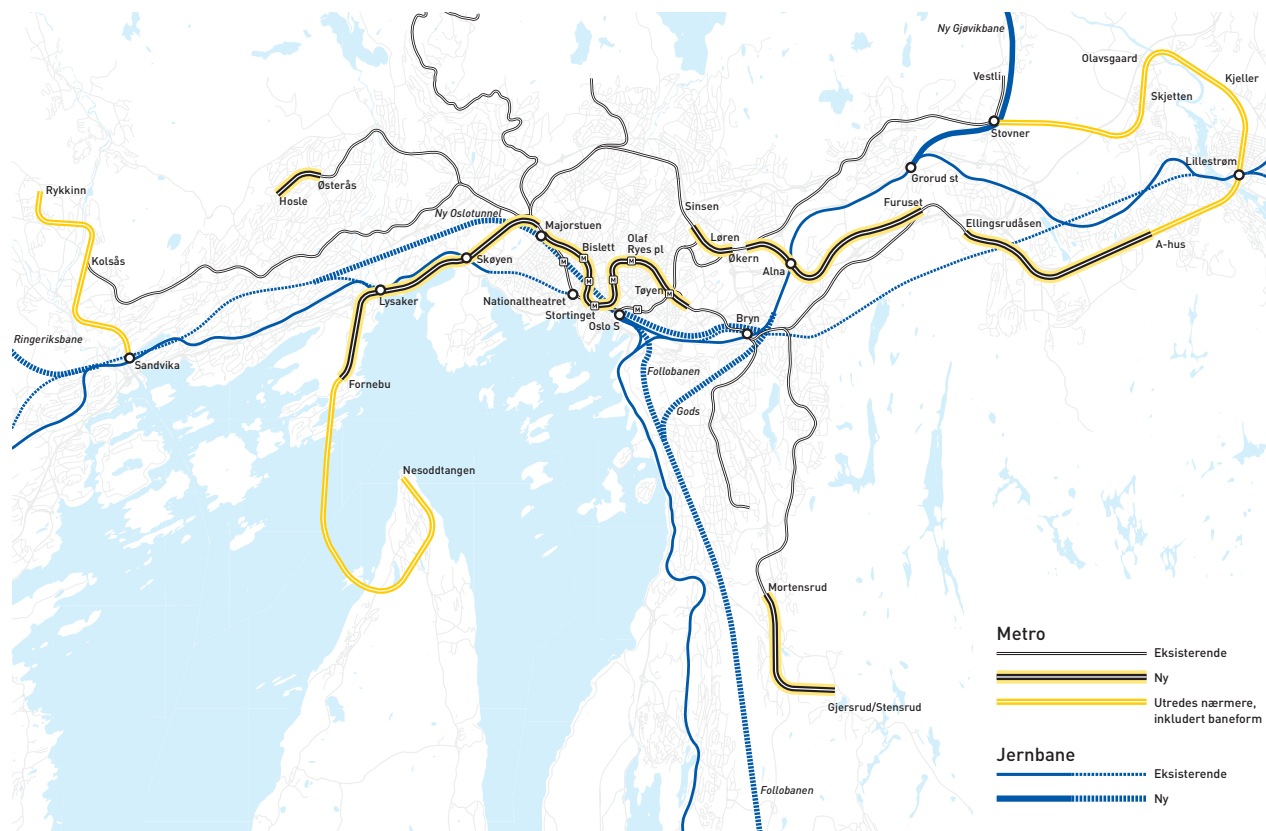 Ny Gjøvikbane
Olavsgaard
Vestli
Kjeller
Skjetten
Stovner
Lillestrøm
Grorud st
Rykkinn
Østerås
Hosle
Sinsen
Furuset
Ny Oslotunnel
Majorstuen
Ellingsrudåsen
Løren
Bislett
Olaf
Ryes pl
A-hus
Økern
Kolsås
Skøyen
M
M
M
Alna
M
M
Tøyen
M
Lysaker
Nationaltheatret
M
M
Stortinget
Oslo S
Bryn
Ringeriksbane
Sandvika
Follobanen
Fornebu
Gods
Nesoddtangen
Mortensrud
Gjersrud/Stensrud
Follobanen
Metro
Eksisterende
Ny
Utredes nærmere,
inkludert baneform
Jernbane
Eksisterende
Ny